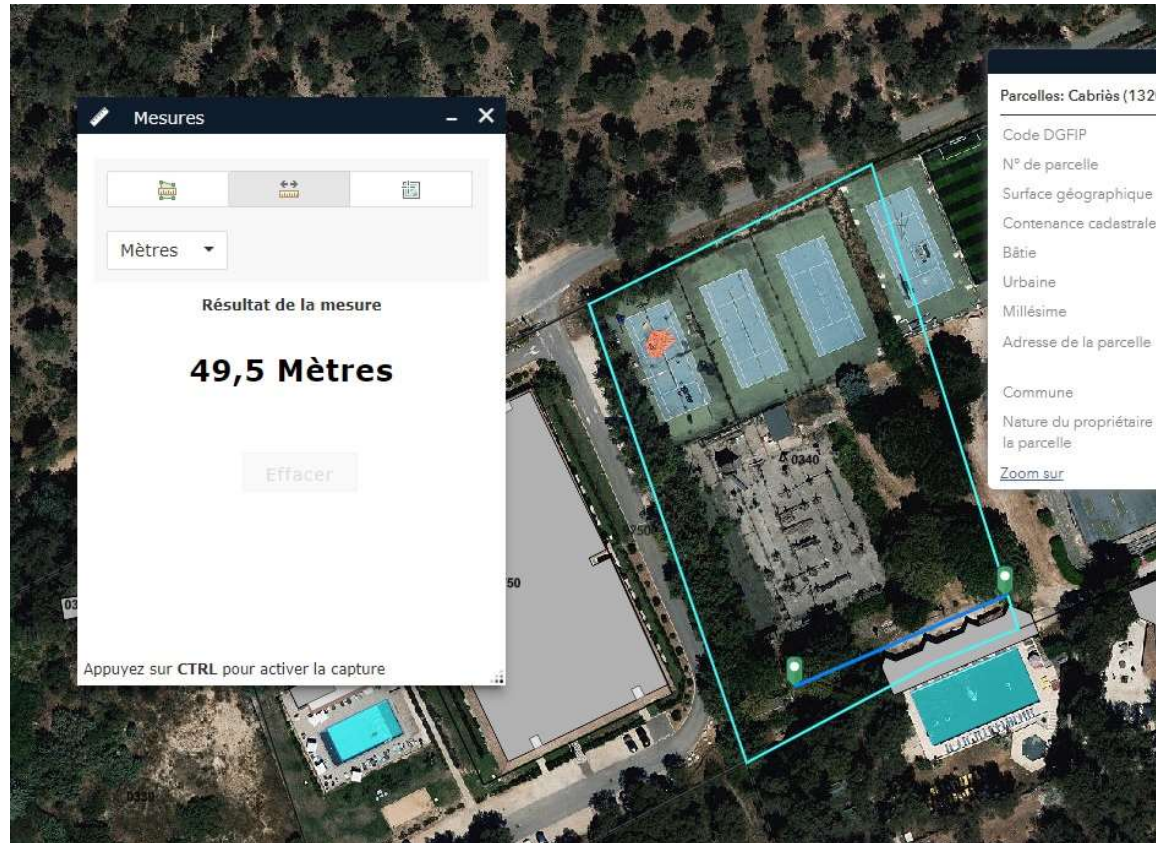 Mesures
Mètres
Résultat de la mesure
49,5 Mètres
Effacer
Appuyez sur CTRL pour activer la capture
Parcelles: Cabriès (132
Code DGFIP
N° de parcelle
Surface géographique
Contenance cadastrale
Bâtie
Urbaine
Millésime
Adresse de la parcelle
Commune
Nature du propriétaire
la parcelle
Zoom sur
0340
50
03
0339